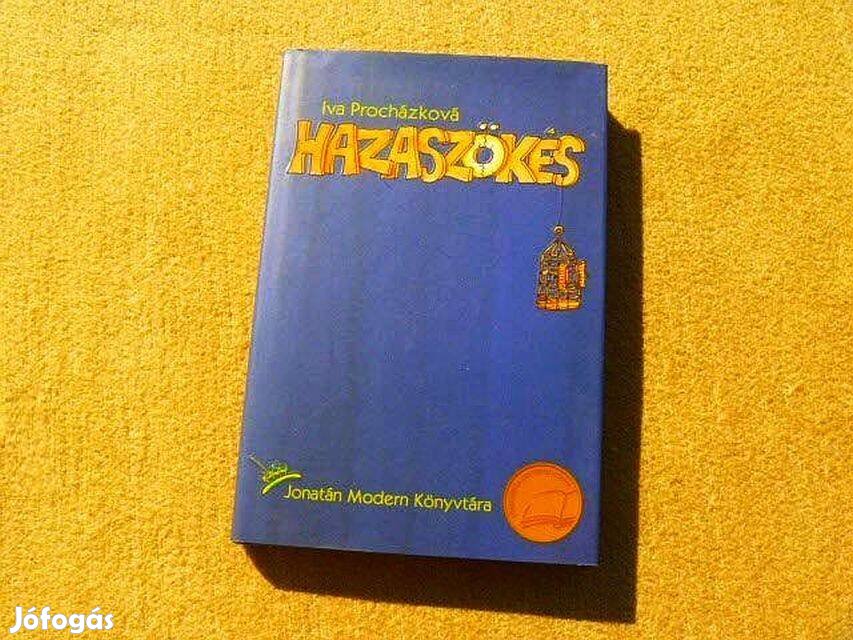 Iva Procházková
HAZASZÖKÉS
Jonatán Modern Könyvtára
Jófogás